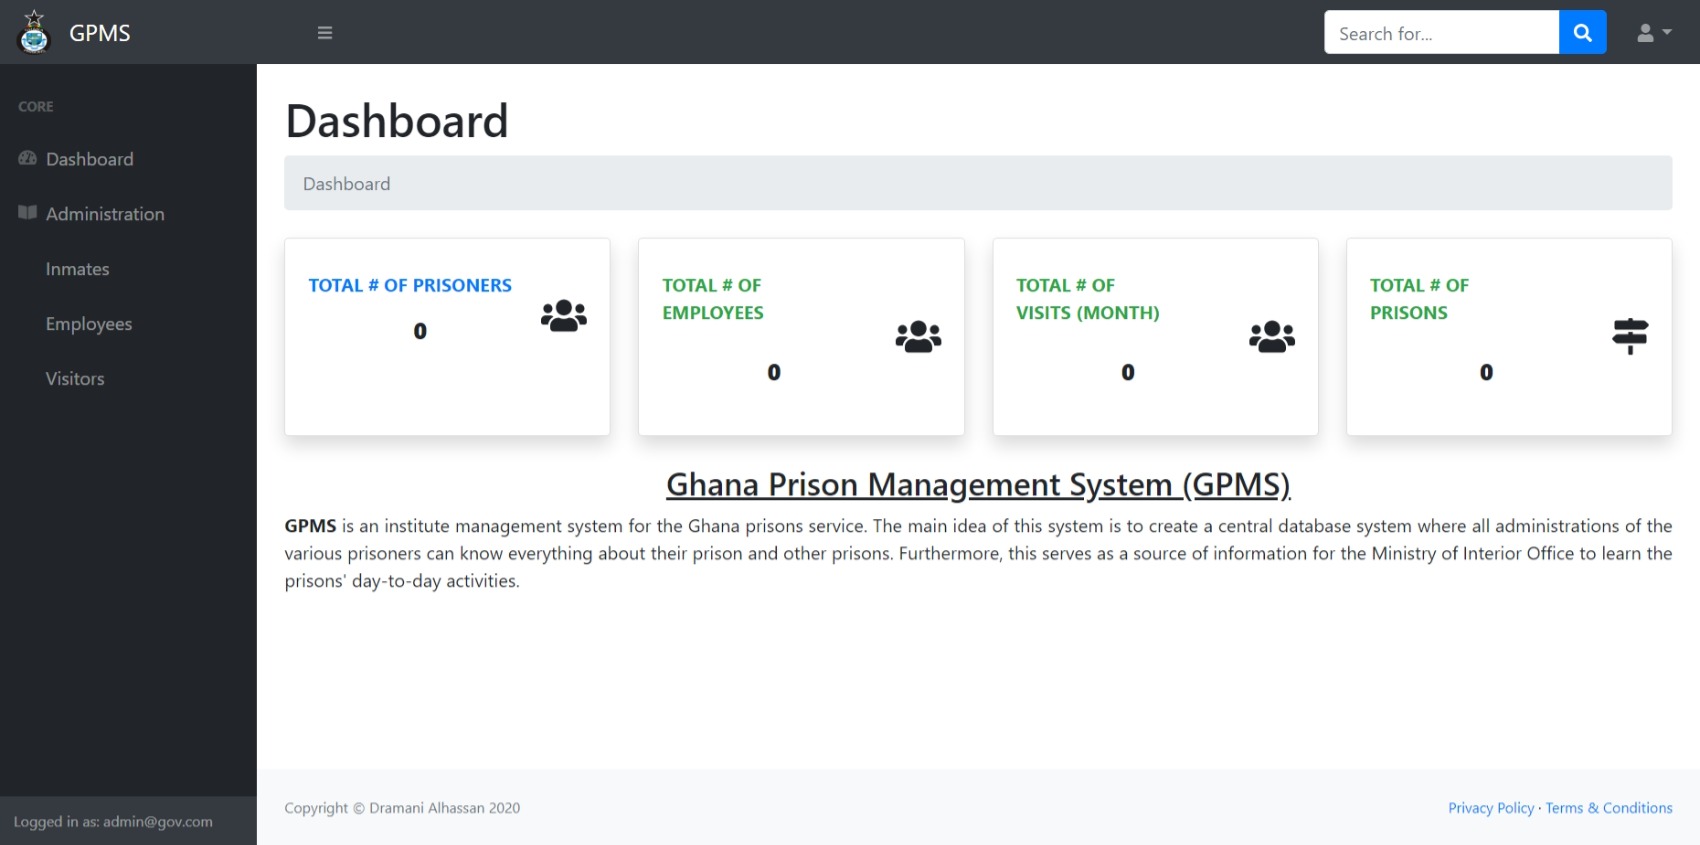 GPMS
Search for...
CORE
Dashboard
Administration
Inmates
Employees
Visitors
Logged in as: admin@gov.com
Dashboard
Dashboard
TOTAL # OF PRISONERS
0
TOTAL # OF
EMPLOYEES
0
TOTAL # OF
VISITS (MONTH)
0
TOTAL # OF
PRISONS
0
Ghana Prison Management System (GPMS)
GPMS is an institute management system for the Ghana prisons service. The main idea of this system is to create a central database system where all administrations of the
various prisoners can know everything about their prison and other prisons. Furthermore, this serves as a source of information for the Ministry of Interior Office to learn the
prisons' day-to-day activities.
Copyright © Dramani Alhassan 2020
Privacy Policy · Terms & Conditions